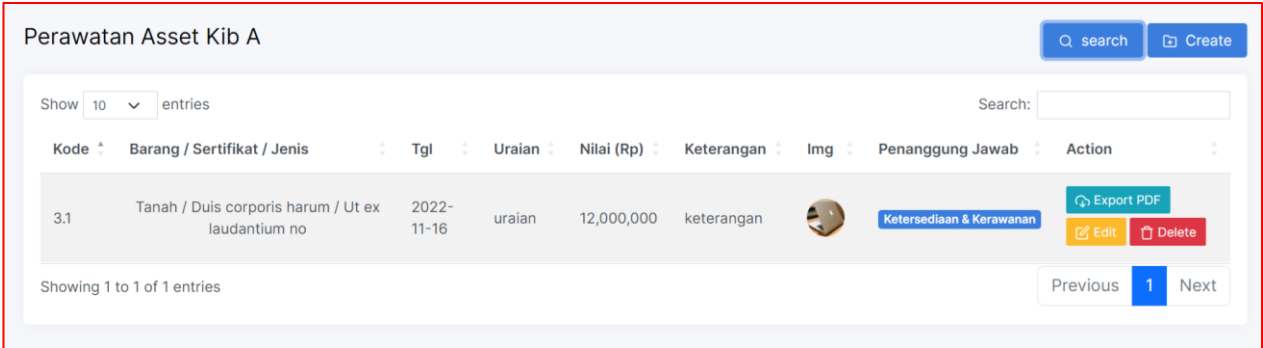 Perawatan Asset Kib A
search
Create
Show 10 entries
Search:
Kode Barang / Sertifikat / Jenis Tgl Uraian Nilai (Rp) Keterangan Img Penanggung Jawab Action
3.1 Tanah / Duis corporis harum / Ut ex laudantium no 2022-11-16 uraian 12,000,000 keterangan Ketersediaan & Kerawanan
Export PDF
Edit Delete
Showing 1 to 1 of 1 entries
Previous 1 Next